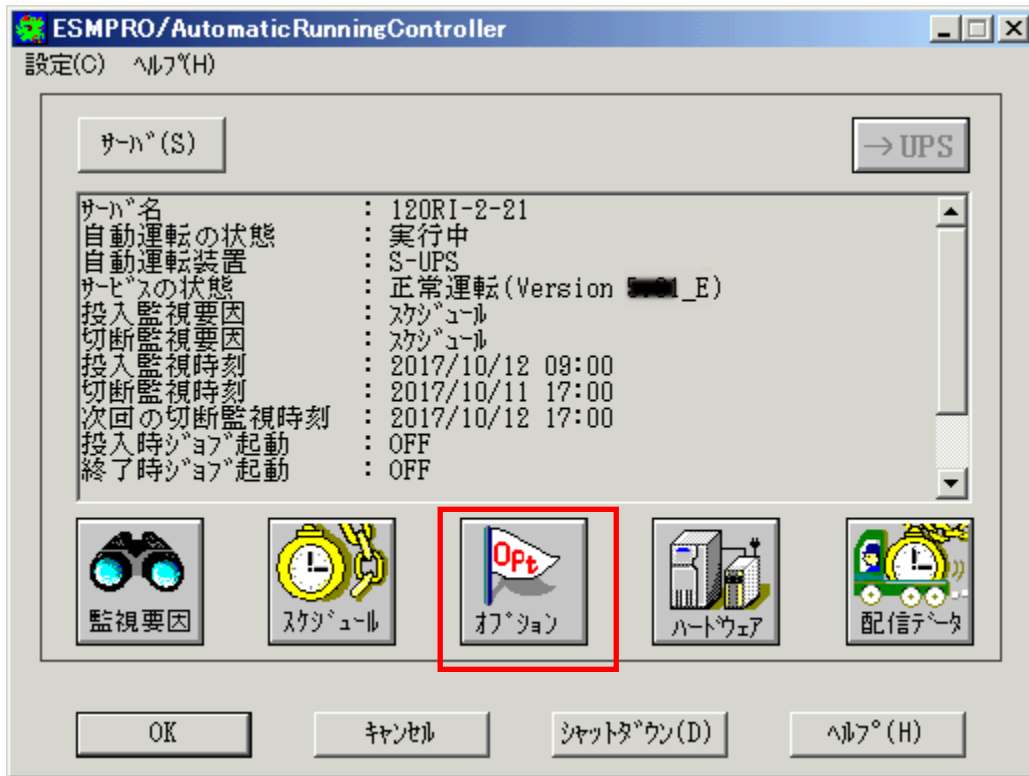 ESMPRO/AutomaticRunningController
設定(C) ヘルプ(H)
サーバ(S)
→UPS
サーバ名 : 120RI-2-21
自動運転の状態 : 実行中
自動運転装置 : S-UPS
サービスの状態 : 正常運転(Version _E)
投入監視要因 : スケジュール
切断監視要因 : スケジュール
投入監視時刻 : 2017/10/12 09:00
切断監視時刻 : 2017/10/11 17:00
次回の切断監視時刻 : 2017/10/12 17:00
投入時ジョブ起動 : OFF
終了時ジョブ起動 : OFF
Opt
監視要因 スケジュール オプション ハードウェア 配信データ
OK キャンセル シャットダウン(D) ヘルプ(H)